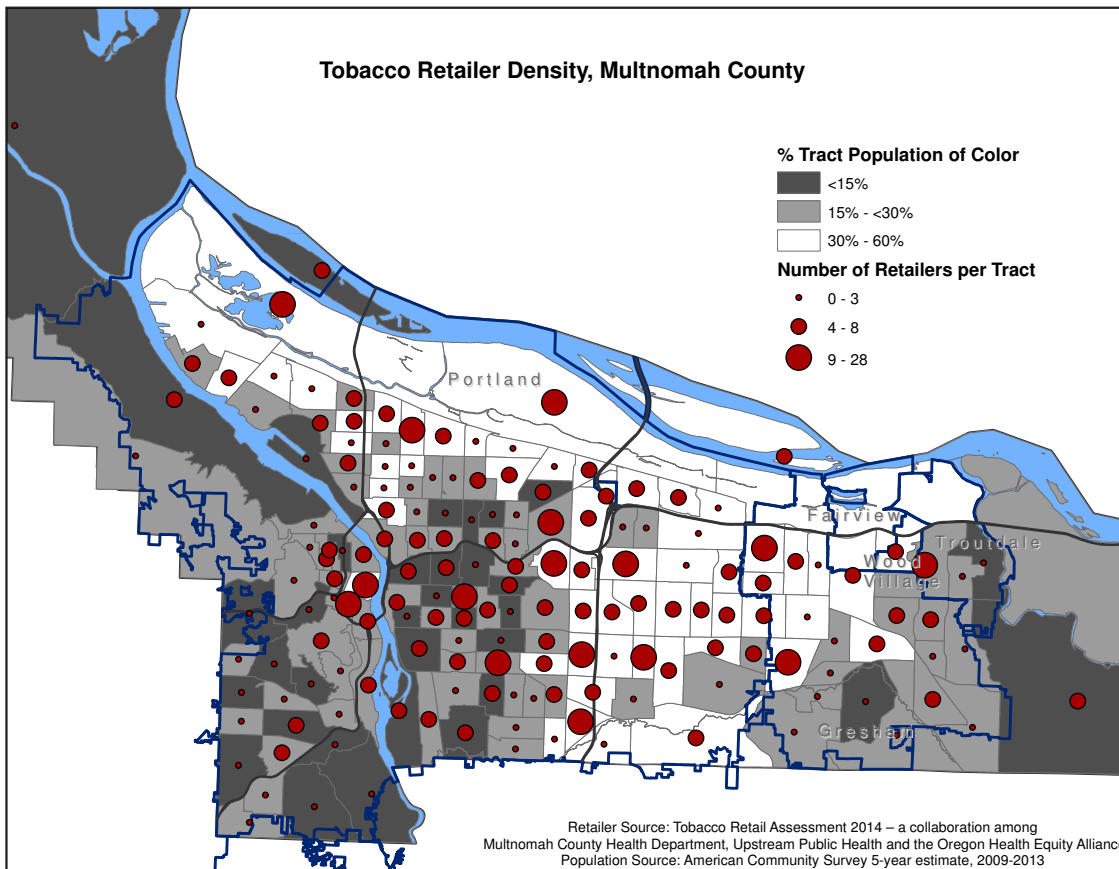 Tobacco Retailer Density, Multnomah County
% Tract Population of Color
<15%
15% - <30%
30% - 60%
Number of Retailers per Tract
0 - 3
4 - 8
9 - 28
Portland
Fairview
Troutdale
Wood
Village
Gresham
Retailer Source: Tobacco Retail Assessment 2014 – a collaboration among
Multnomah County Health Department, Upstream Public Health and the Oregon Health Equity Alliance
Population Source: American Community Survey 5-year estimate, 2009-2013